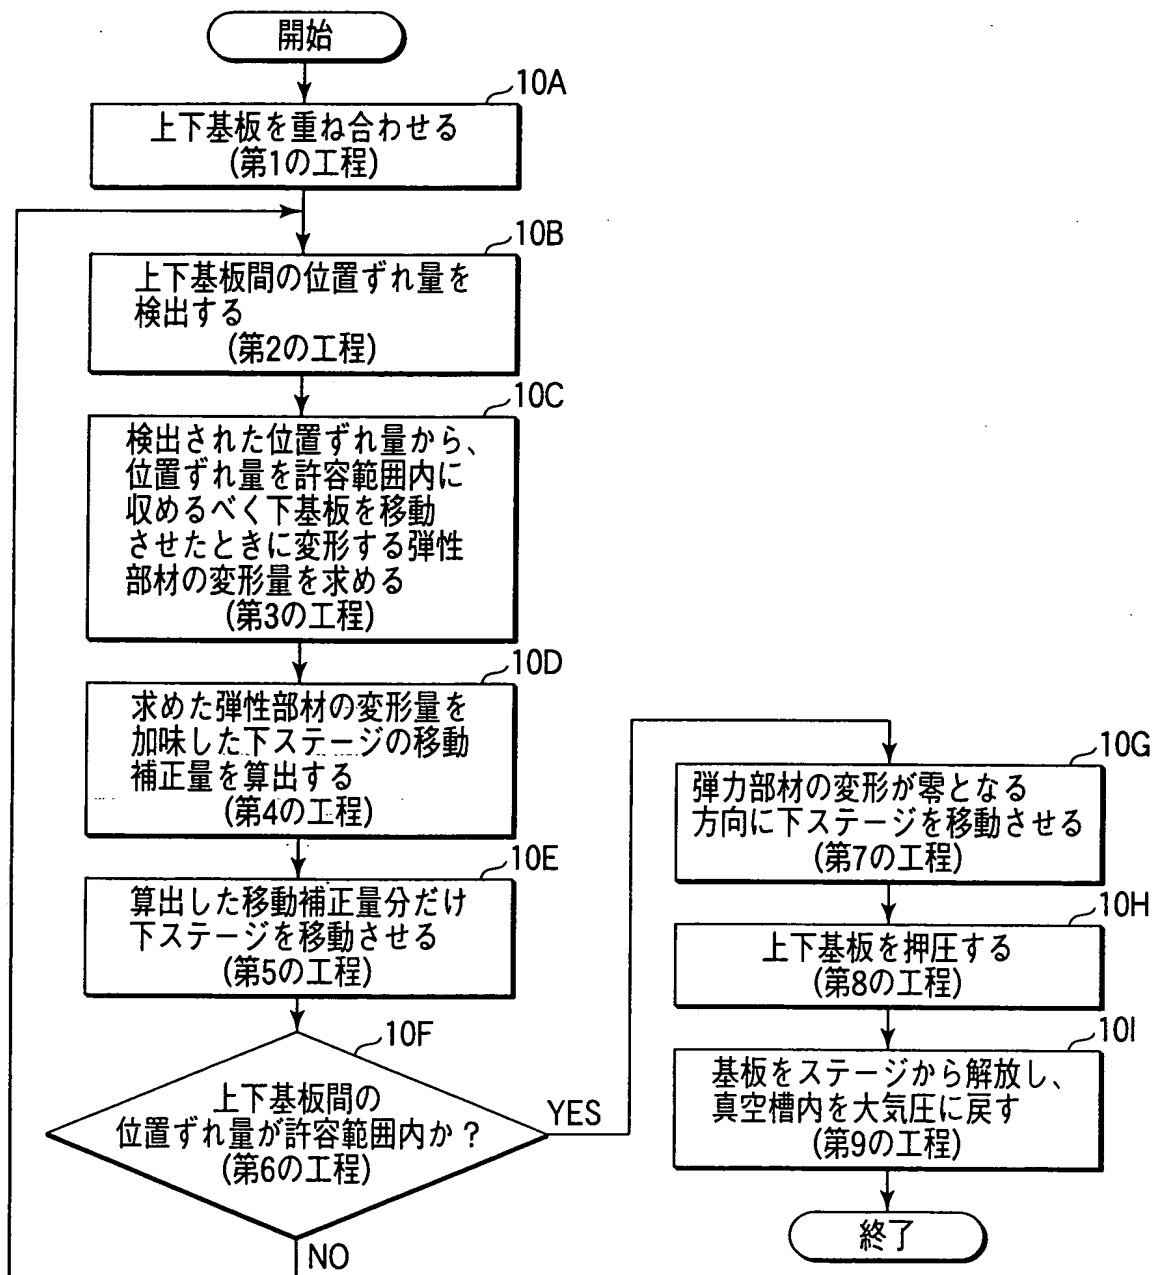 開始
10A
上下基板を重ね合わせる
(第1の工程)
10B
上下基板間の位置ずれ量を
検出する
(第2の工程)
10C
検出された位置ずれ量から、
位置ずれ量を許容範囲内に
収めるべく下基板を移動
させたときに変形する弾性
部材の変形量を求める
(第3の工程)
10D
求めた弾性部材の変形量を
加味した下ステージの移動
補正量を算出する
(第4の工程)
10E
算出した移動補正量分だけ
下ステージを移動させる
(第5の工程)
10F
上下基板間の
位置ずれ量が許容範囲内か?
(第6の工程)
YES
NO
10G
弾力部材の変形が零となる
方向に下ステージを移動させる
(第7の工程)
10H
上下基板を押圧する
(第8の工程)
10I
基板をステージから解放し、
真空槽内を大気圧に戻す
(第9の工程)
終了